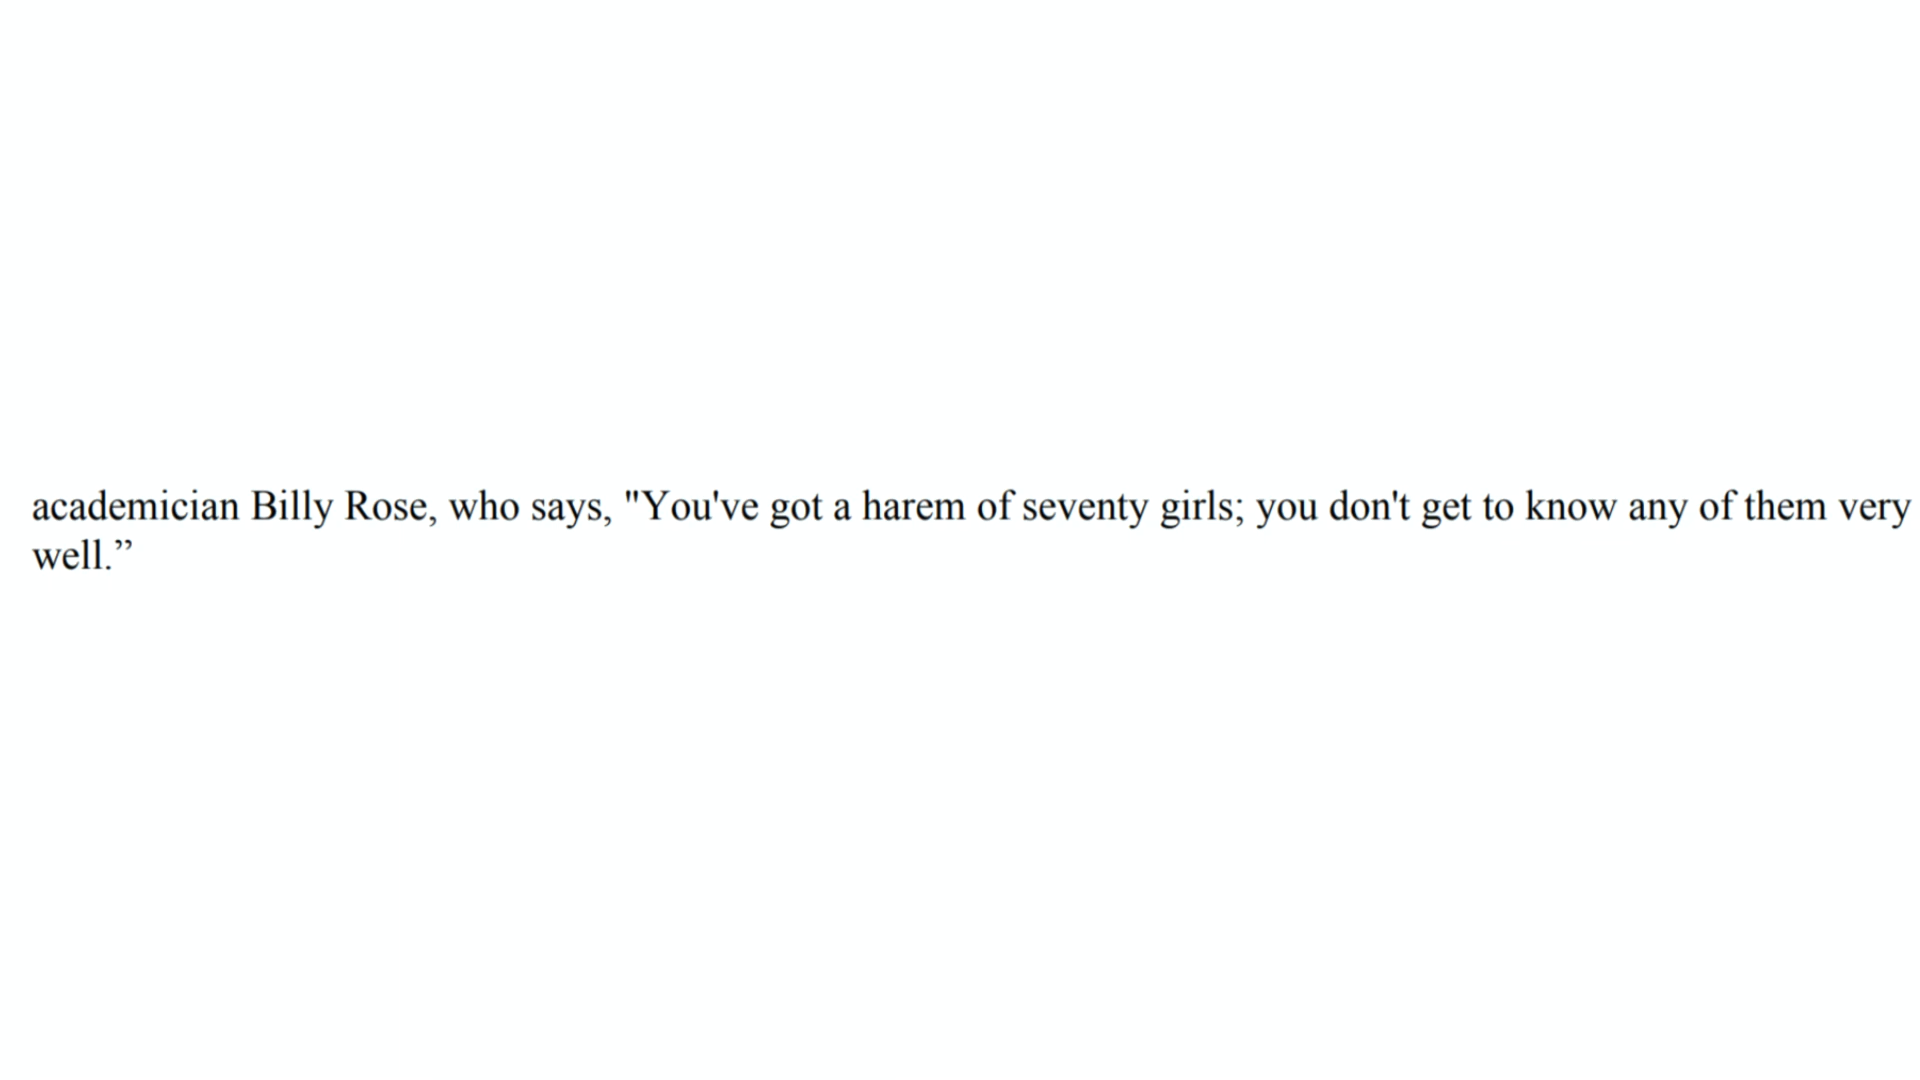 academician Billy Rose, who says, "You've got a harem of seventy girls; you don't get to know any of them very
well.”